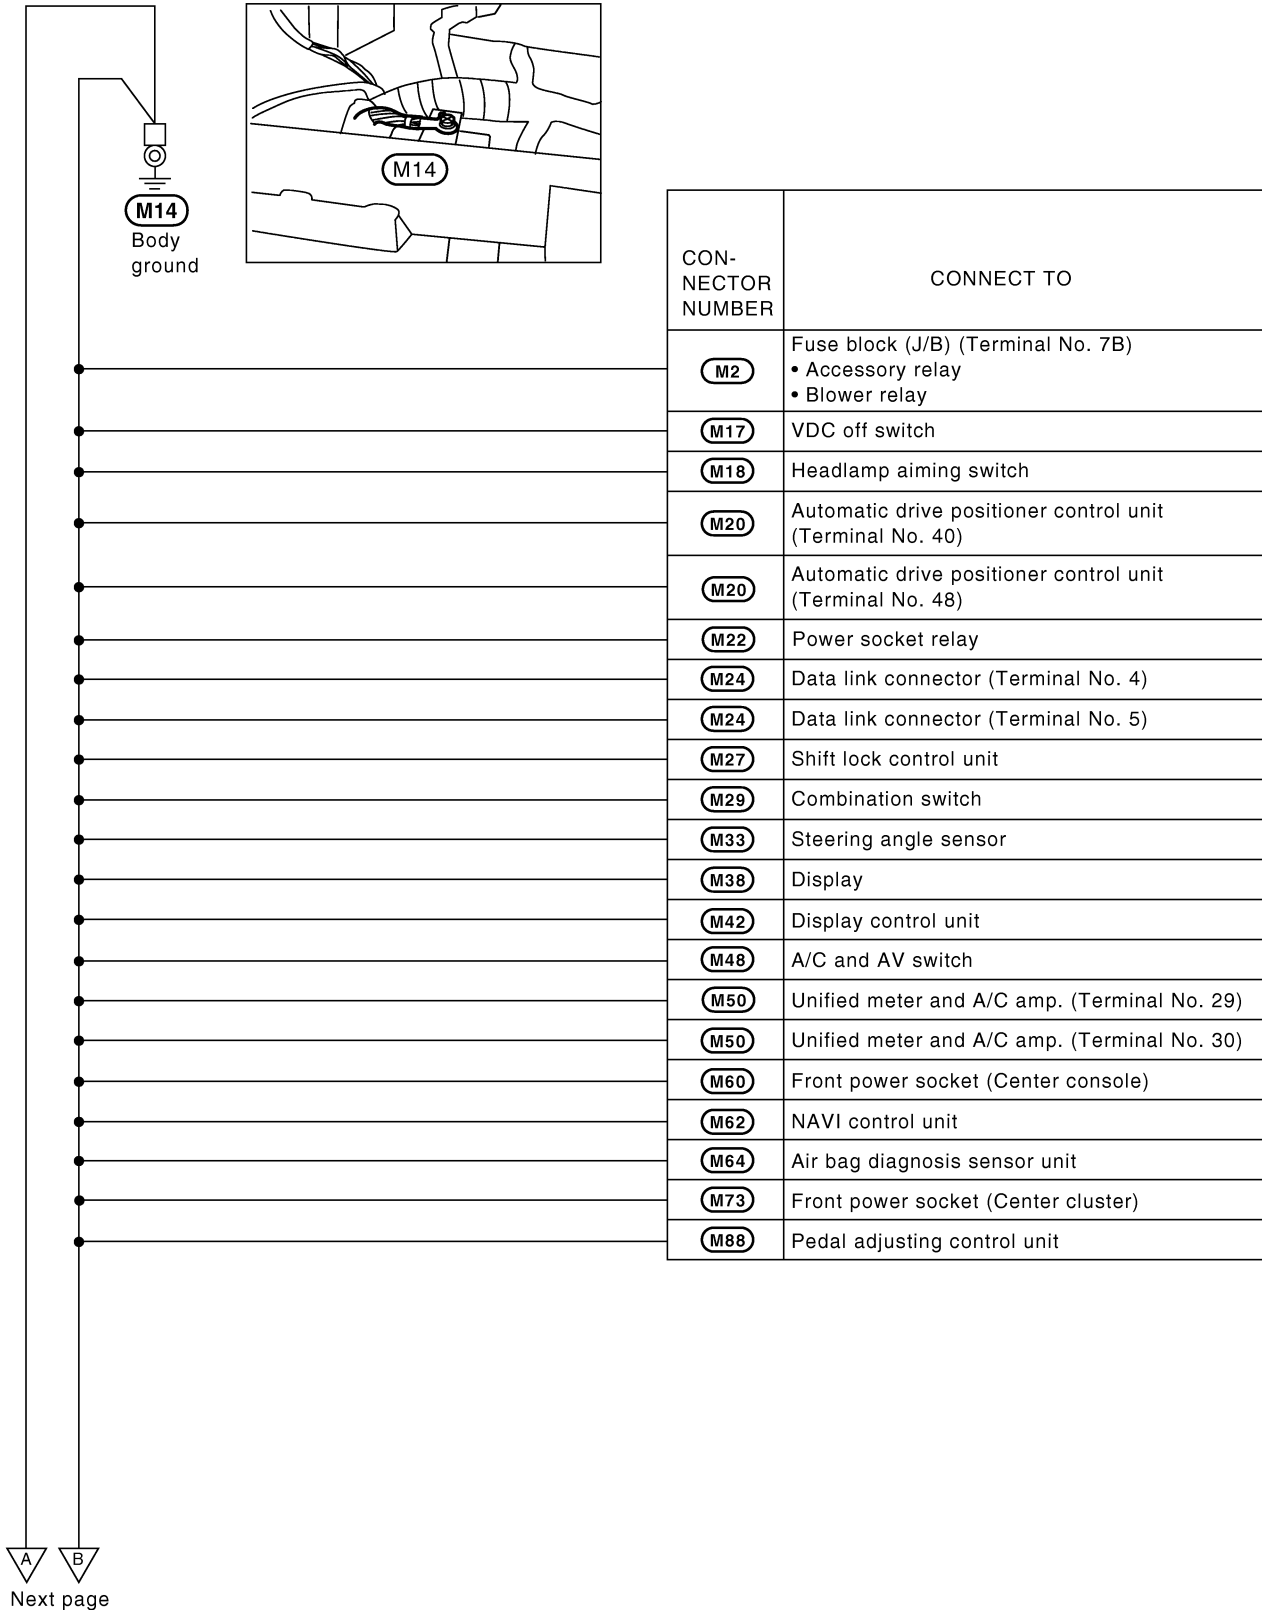 M14
M14
Body
ground
CON-
NECTOR
NUMBER
CONNECT TO
M2
Fuse block (J/B) (Terminal No. 7B)
• Accessory relay
• Blower relay
M17
VDC off switch
M18
Headlamp aiming switch
M20
Automatic drive positioner control unit
(Terminal No. 40)
M20
Automatic drive positioner control unit
(Terminal No. 48)
M22
Power socket relay
M24
Data link connector (Terminal No. 4)
M24
Data link connector (Terminal No. 5)
M27
Shift lock control unit
M29
Combination switch
M33
Steering angle sensor
M38
Display
M42
Display control unit
M48
A/C and AV switch
M50
Unified meter and A/C amp. (Terminal No. 29)
M50
Unified meter and A/C amp. (Terminal No. 30)
M60
Front power socket (Center console)
M62
NAVI control unit
M64
Air bag diagnosis sensor unit
M73
Front power socket (Center cluster)
M88
Pedal adjusting control unit
A
B
Next page